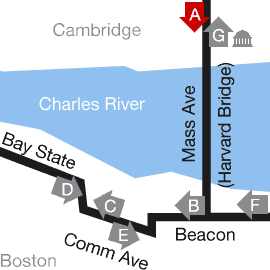 A
Cambridge
G
Charles River
Mass Ave
(Harvard Bridge)
Bay State
D
C
B
F
E
Beacon
Comm Ave
Boston